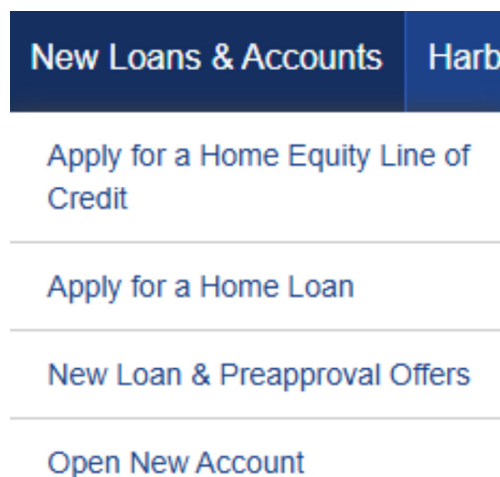 New Loans & Accounts
Harb
Apply for a Home Equity Line of
Credit
Apply for a Home Loan
New Loan & Preapproval Offers
Open New Account